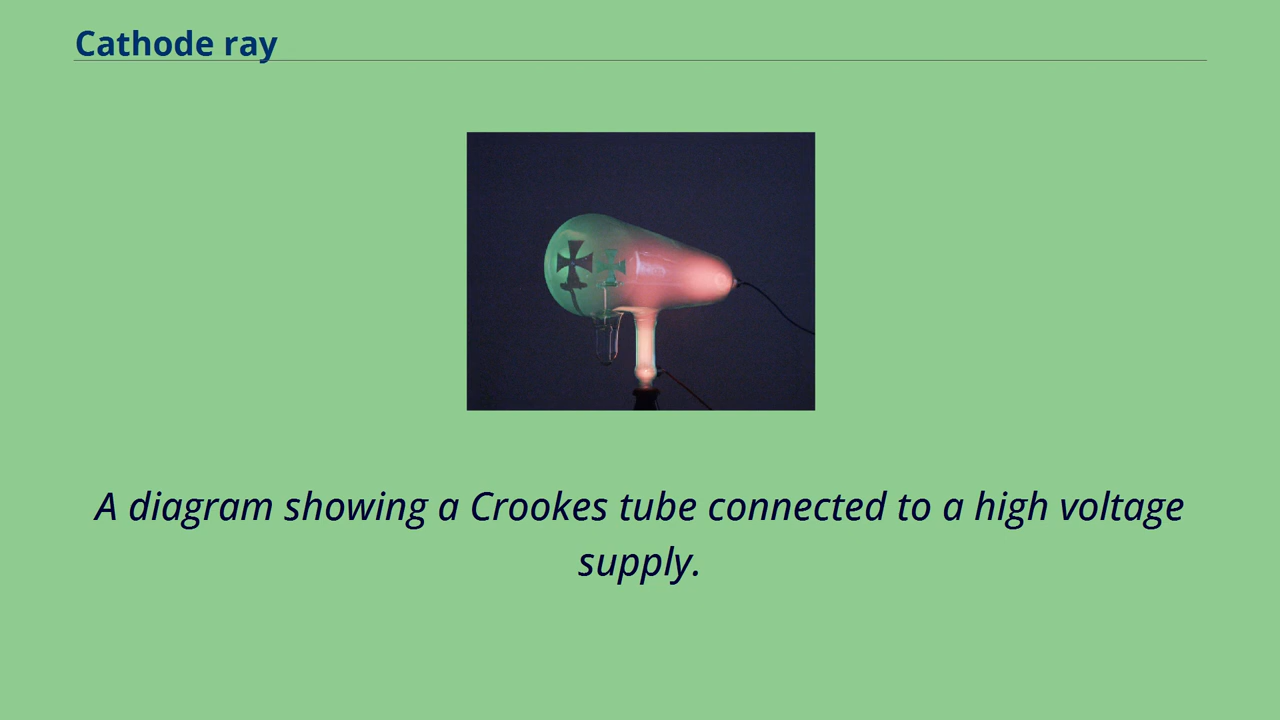 Cathode ray
A diagram showing a Crookes tube connected to a high voltage
supply.